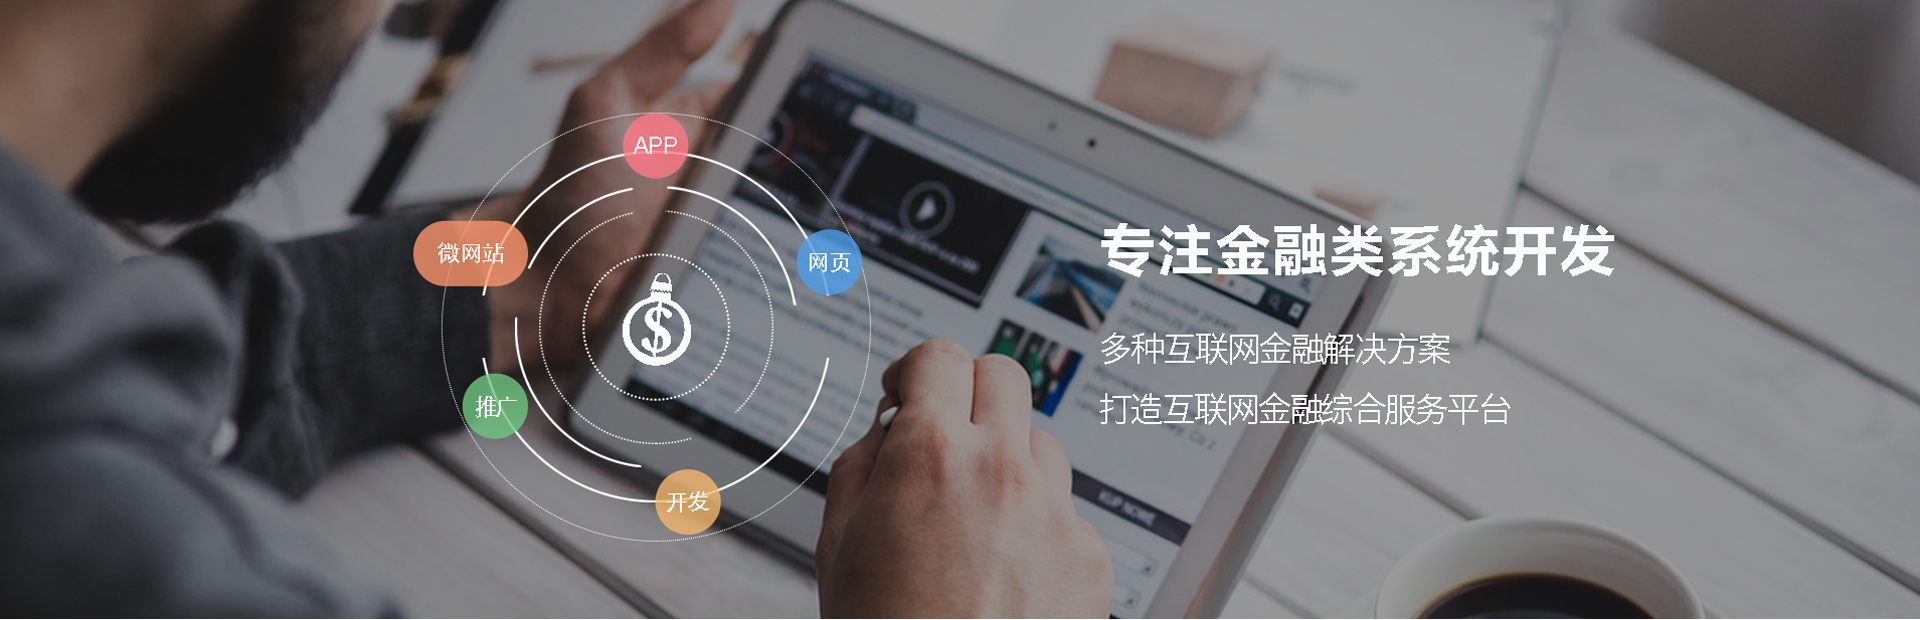 APP
微网站
网页
$
推广
开发
专注金融类系统开发
多种互联网金融解决方案
打造互联网金融综合服务平台
KUP NOWE